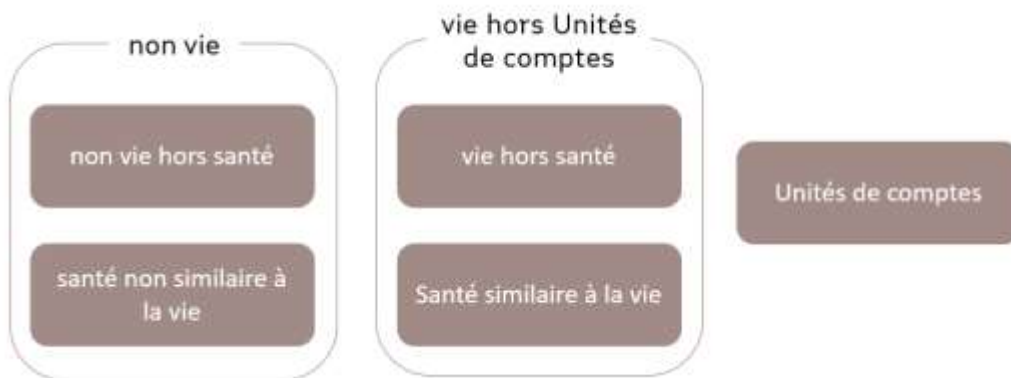 non vie
non vie hors santé
santé non similaire à
la vie
vie hors Unités
de comptes
vie hors santé
Santé similaire à la vie
Unités de comptes